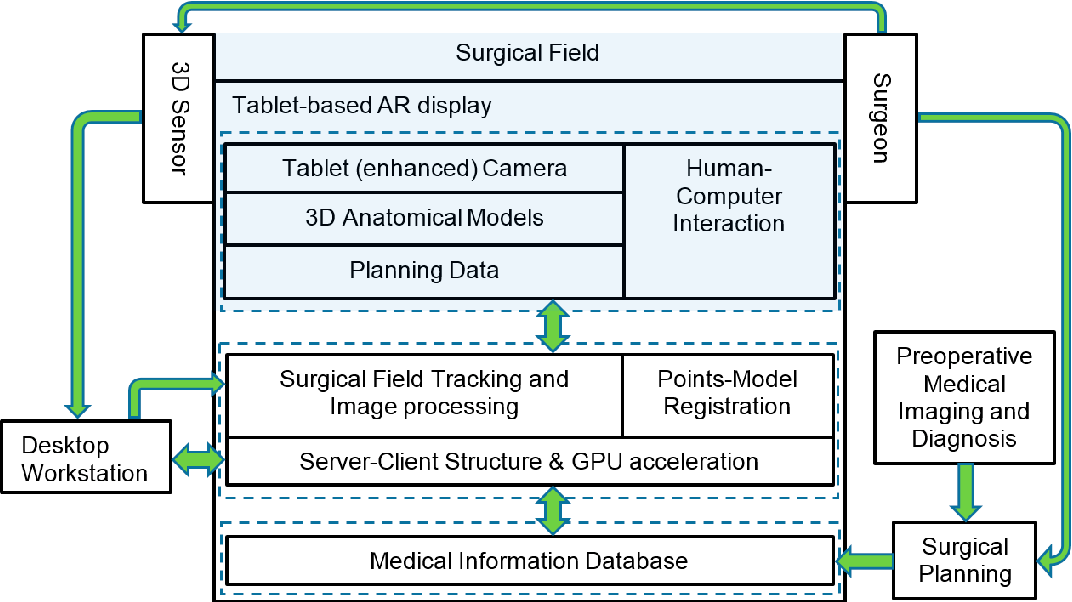 Surgical Field
3D Sensor
Surgeon
Tablet-based AR display
Tablet (enhanced) Camera
3D Anatomical Models
Planning Data
Human-
Computer
Interaction
Surgical Field Tracking and
Image processing
Points-Model
Registration
Server-Client Structure & GPU acceleration
Desktop
Workstation
Preoperative
Medical
Imaging and
Diagnosis
Medical Information Database
Surgical
Planning